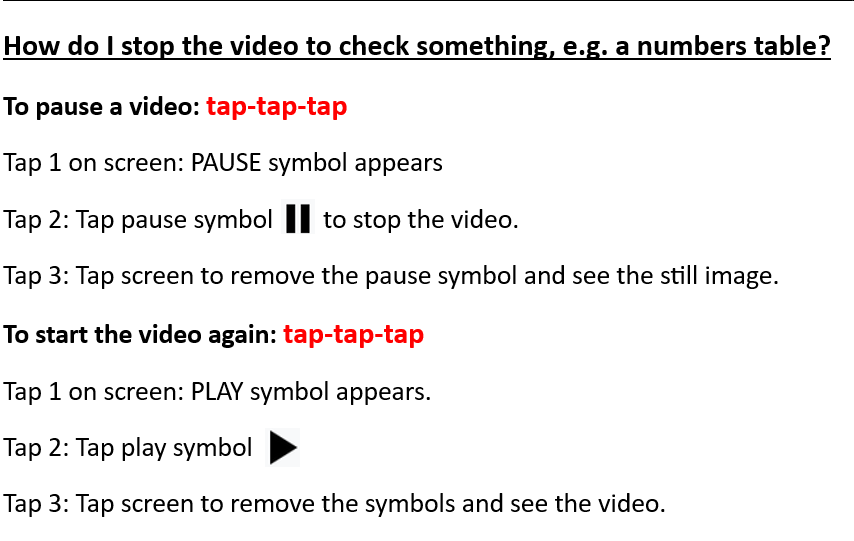 How do I stop the video to check something, e.g. a numbers table?
To pause a video: tap-tap-tap
Tap 1 on screen: PAUSE symbol appears
Tap 2: Tap pause symbol to stop the video.
Tap 3: Tap screen to remove the pause symbol and see the still image.
To start the video again: tap-tap-tap
Tap 1 on screen: PLAY symbol appears.
Tap 2: Tap play symbol
Tap 3: Tap screen to remove the symbols and see the video.